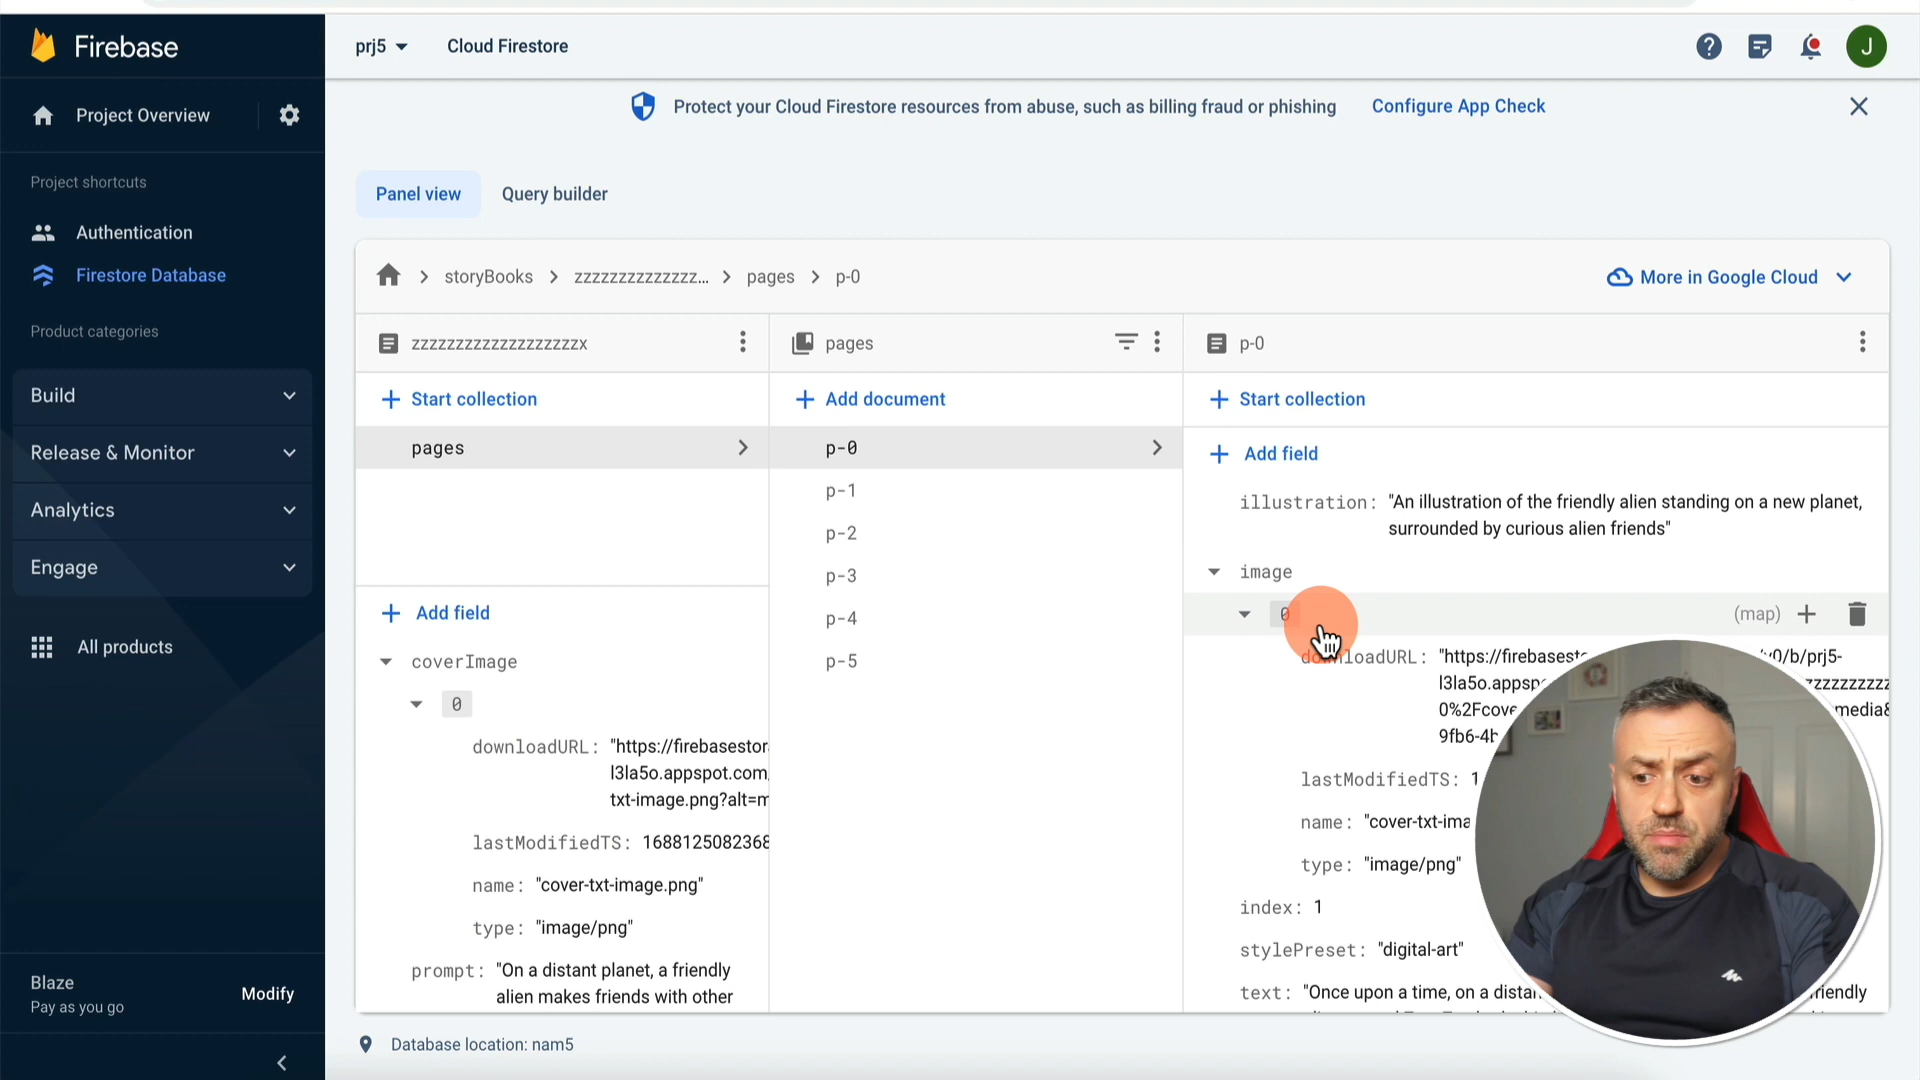 Firebase
prj5
Cloud Firestore
J
Project Overview
Protect your Cloud Firestore resources from abuse, such as billing fraud or phishing
Configure App Check
Project shortcuts
Authentication
Firestore Database
Product categories
Build
Release & Monitor
Analytics
Engage
All products
Blaze
Pay as you go
Modify
Panel view
Query builder
storyBooks
zzzzzzzzzzzzzz...
pages
p-0
More in Google Cloud
zzzzzzzzzzzzzzzzzzzx
Start collection
pages
Add field
coverImage
0
downloadURL: "https://firebasestor
l3la5o.appspot.com
txt-image.png?alt=m
lastModifiedTS: 1688125082368
name: "cover-txt-image.png"
type: "image/png"
prompt: "On a distant planet, a friendly
alien makes friends with other
pages
Add document
p-0
p-1
p-2
p-3
p-4
p-5
p-0
Start collection
Add field
illustration: "An illustration of the friendly alien standing on a new planet,
surrounded by curious alien friends"
image
0
(map)
downloadURL: "https://firebasest /v0/b/prj5-
l3la5o.appsp zzzzzzzzz
0%2Fcove media&
9fb6-4b
lastModifiedTS: 1
name: "cover-txt-ima
type: "image/png"
index: 1
stylePreset: "digital-art"
text: "Once upon a time, on a distan riendly
Database location: nam5